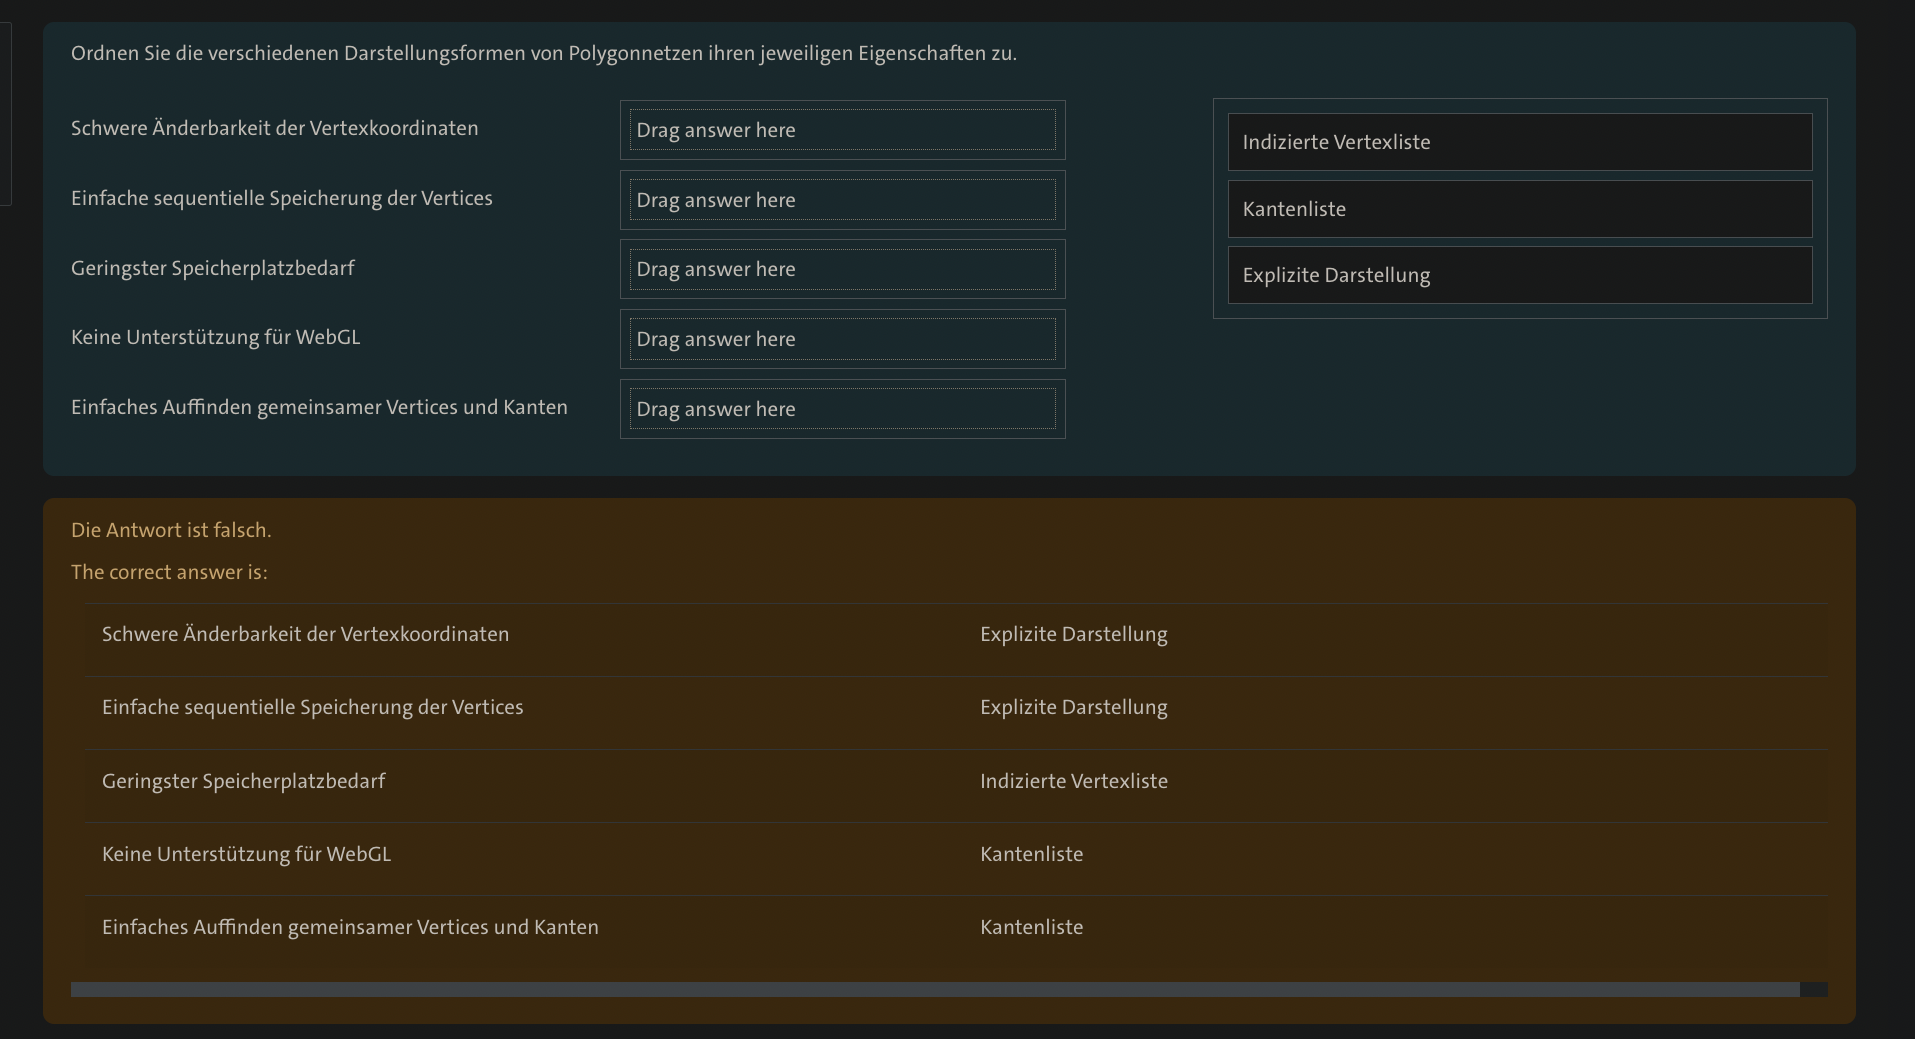 Ordnen Sie die verschiedenen Darstellungsformen von Polygonnetzen ihren jeweiligen Eigenschaften zu.
Schwere Änderbarkeit der Vertexkoordinaten
Drag answer here
Einfache sequentielle Speicherung der Vertices
Drag answer here
Geringster Speicherplatzbedarf
Drag answer here
Keine Unterstützung für WebGL
Drag answer here
Einfaches Auffinden gemeinsamer Vertices und Kanten
Drag answer here
Indizierte Vertexliste
Kantenliste
Explizite Darstellung
Die Antwort ist falsch.
The correct answer is:
Schwere Änderbarkeit der Vertexkoordinaten
Explizite Darstellung
Einfache sequentielle Speicherung der Vertices
Explizite Darstellung
Geringster Speicherplatzbedarf
Indizierte Vertexliste
Keine Unterstützung für WebGL
Kantenliste
Einfaches Auffinden gemeinsamer Vertices und Kanten
Kantenliste